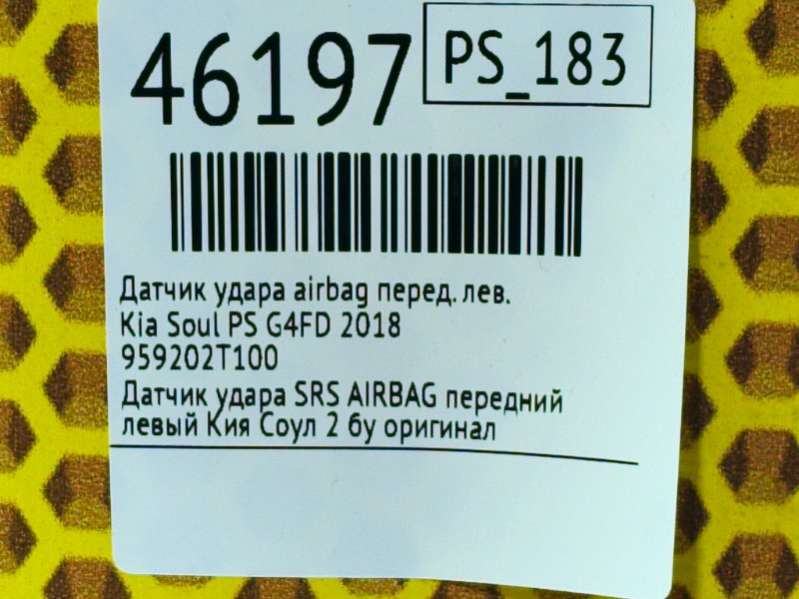 46197
PS_183
Датчик удара airbag перед. лев.
Kia Soul PS G4FD 2018
959202T100
Датчик удара SRS AIRBAG передний
левый Кия Соул 2 бу оригинал